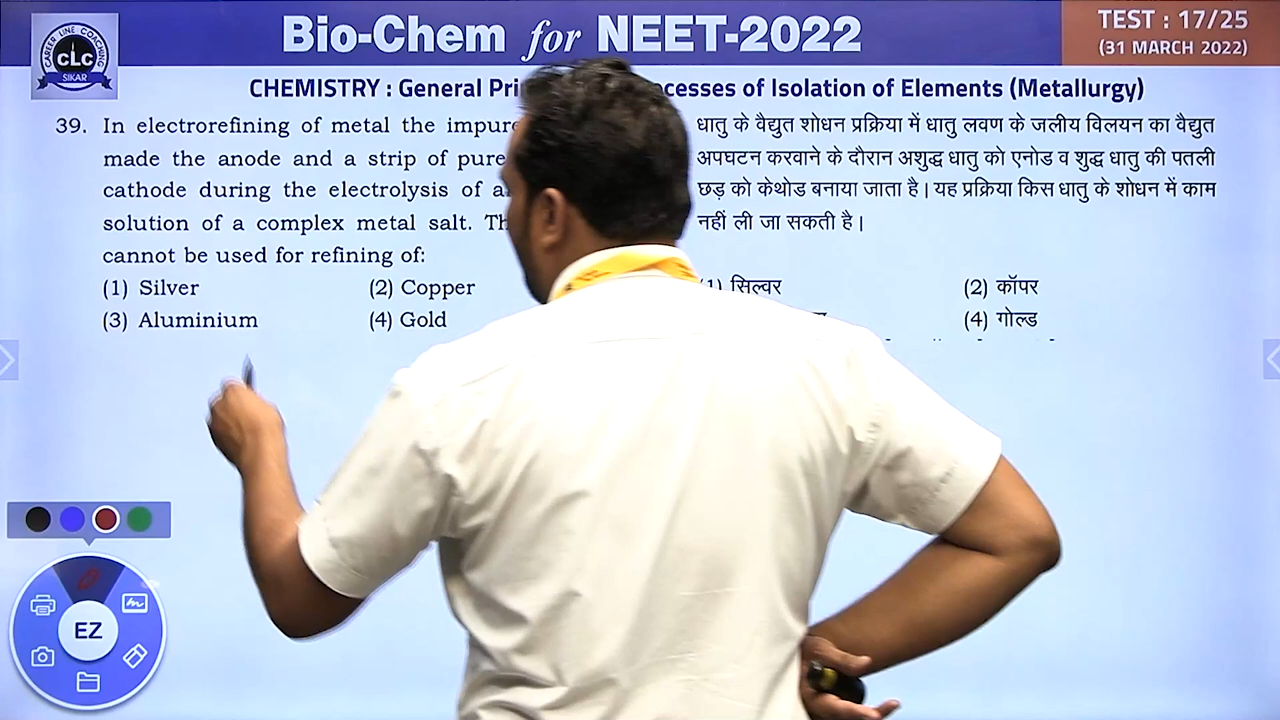 Bio-Chem for NEET-2022
TEST : 17/25
(31 MARCH 2022)
CAREER LINE COACHING
CLC
SIKAR
CHEMISTRY : General of Isolation of Elements (Metallurgy)
39. In electrorefining of metal the
made the anode and a strip of pure
cathode during the electrolysis of
solution of a complex metal salt.
cannot be used for refining of:
(1) Silver (2) Copper
(3) Aluminium (4) Gold
धातु के वैद्युत शोधन प्रक्रिया में धातु लवण के जलीय विलयन का वैद्युत
अपघटन करवाने के दौरान अशुद्ध धातु को एनोड व शुद्ध धातु की पतली
छड़ को केथोड बनाया जाता है। यह प्रक्रिया किस धातु के शोधन में काम
नहीं ली जा सकती है।
(1) सिल्वर (2) कॉपर
(4) गोल्ड
EZ